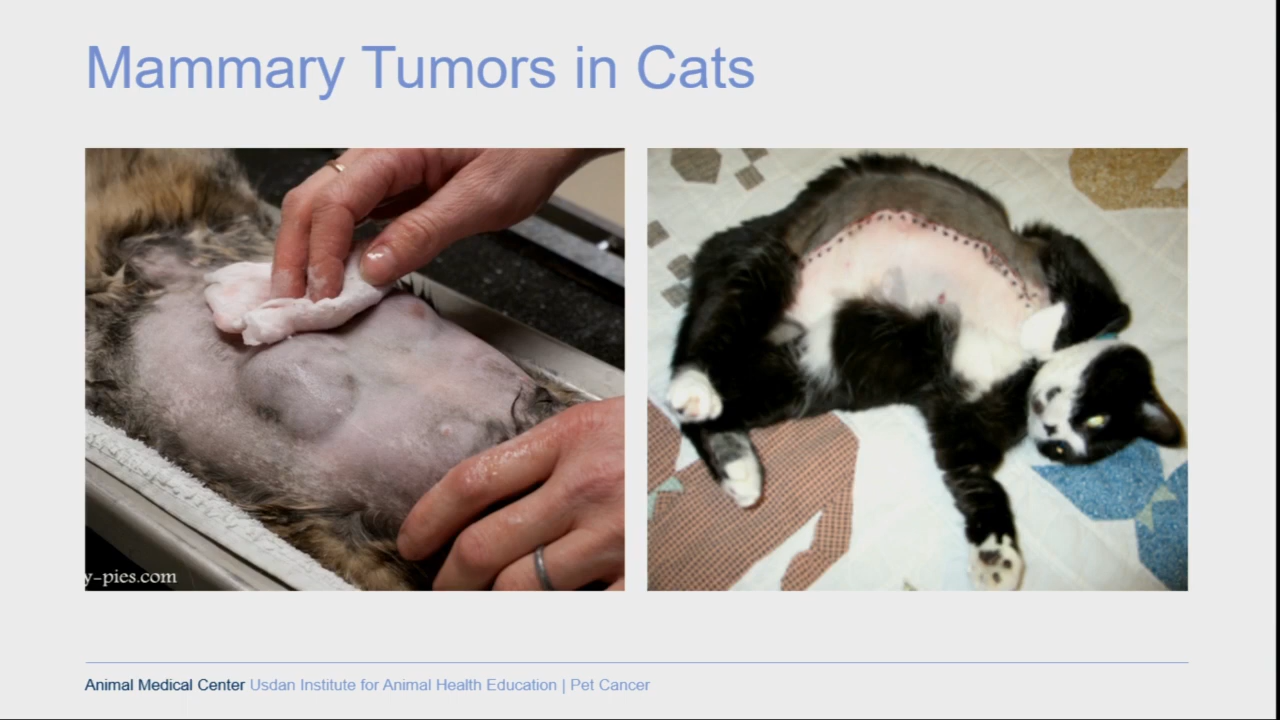 Mammary Tumors in Cats
y-pies.com
Animal Medical Center Usdan Institute for Animal Health Education | Pet Cancer